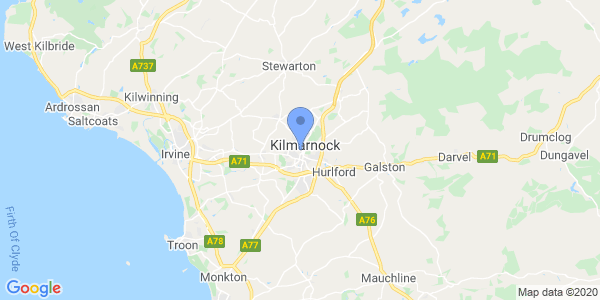 West Kilbride
Stewarton
A737
Kilwinning
Ardrossan
Saltcoats
Kilmarnock
Drumclog
Irvine
A71
Galston
Darvel
A71
Dungavel
Hurlford
Firth Of Clyde
A76
Troon
A78
A77
Monkton
Mauchline
Google
Map data ©2020